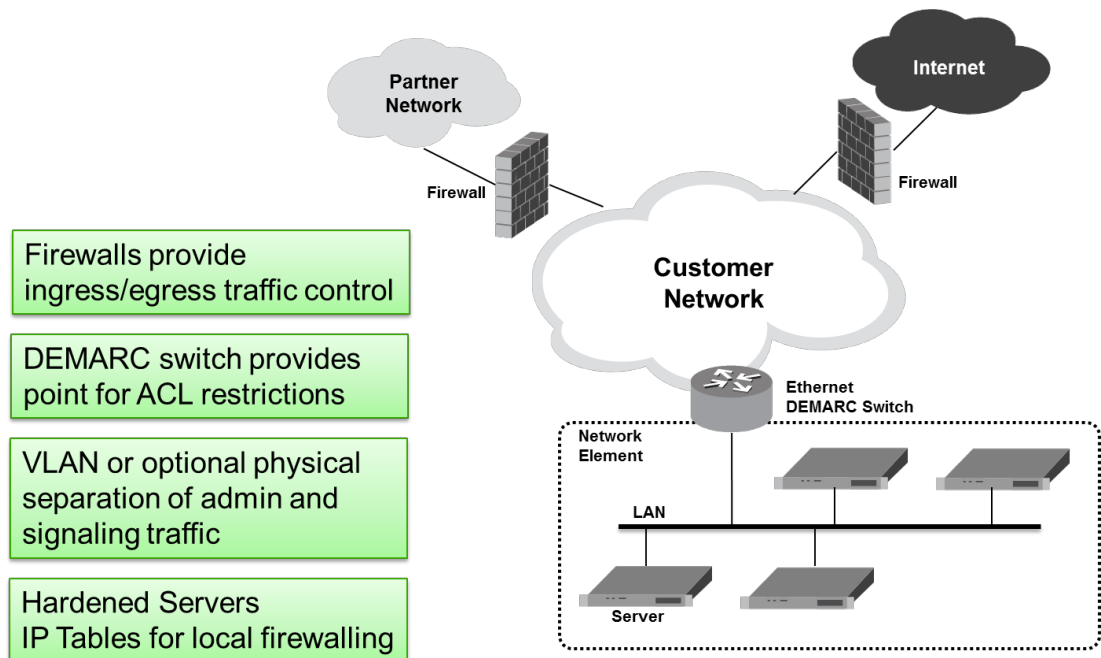 Partner
Network
Internet
Firewall
Firewall
Firewalls provide
ingress/egress traffic control
Customer
Network
DEMARC switch provides
point for ACL restrictions
Ethernet
DEMARC Switch
VLAN or optional physical
separation of admin and
signaling traffic
Network
Element
LAN
Hardened Servers
IP Tables for local firewalling
Server